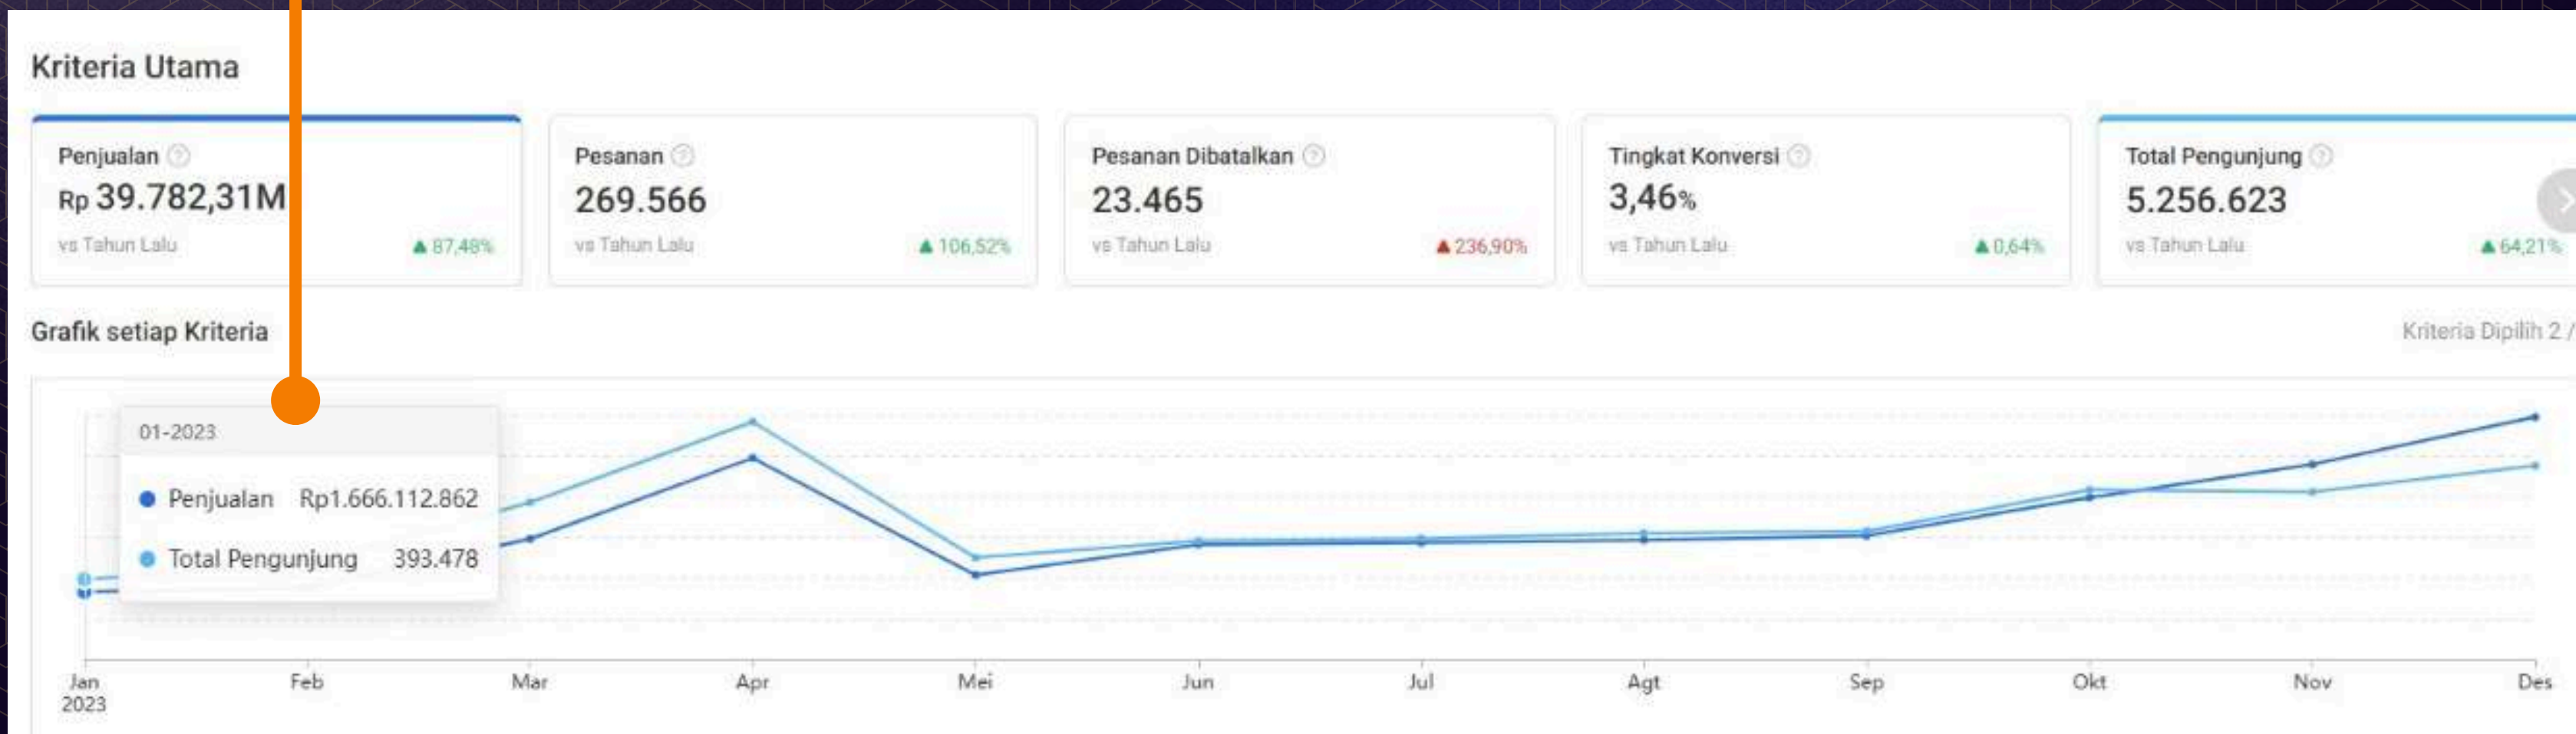 Kriteria Utama
Penjualan
Rp 39.782,31M
vs Tahun Lalu 87,48%
Pesanan
269.566
vs Tahun Lalu 106,52%
Pesanan Dibatalkan
23.465
vs Tahun Lalu 236,90%
Tingkat Konversi
3,46%
vs Tahun Lalu 0,64%
Total Pengunjung
5.256.623
vs Tahun Lalu 64,21%
Grafik setiap Kriteria
Kriteria Dipilih 2 /
01-2023
Penjualan Rp1.666.112.862
Total Pengunjung 393.478
Jan Feb Mar Apr Mei Jun Jul Agt Sep Okt Nov Des
2023